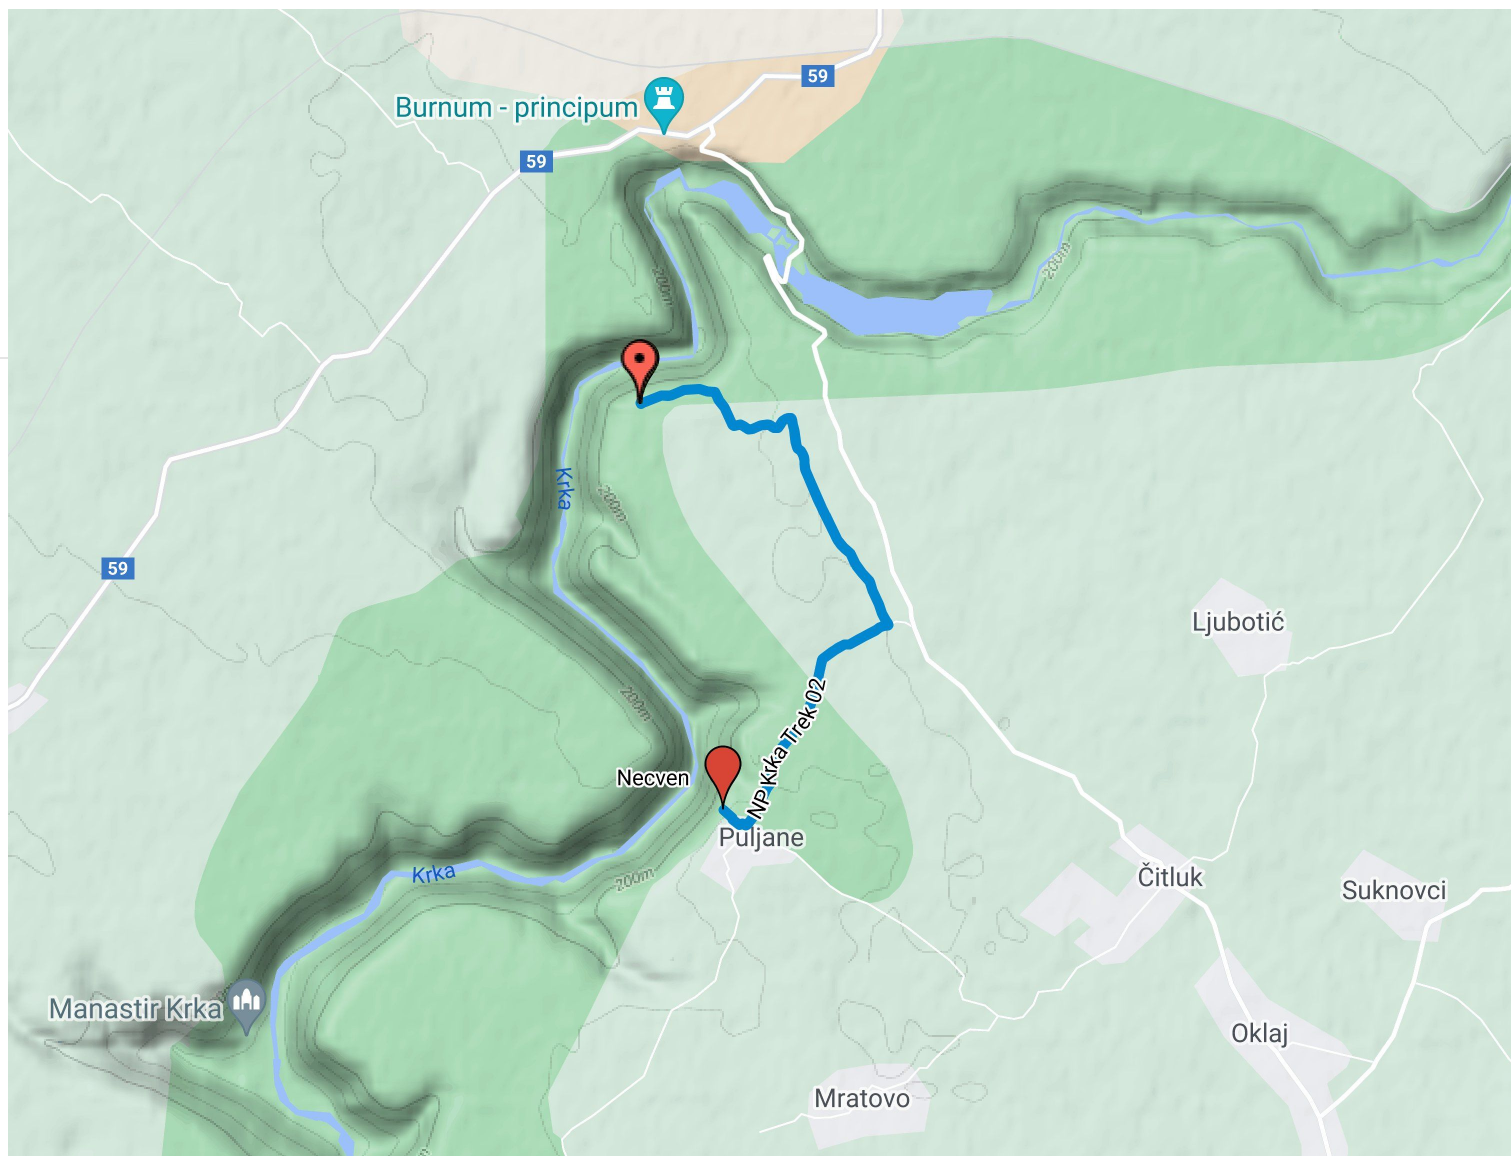 59
Burnum - principum
59
200m
200m
Krka
200m
59
Ljubotić
200m
NP Krka Trek 02
Necven
Puljane
Krka
200m
Čitluk
Suknovci
Manastir Krka
Oklaj
Mratovo